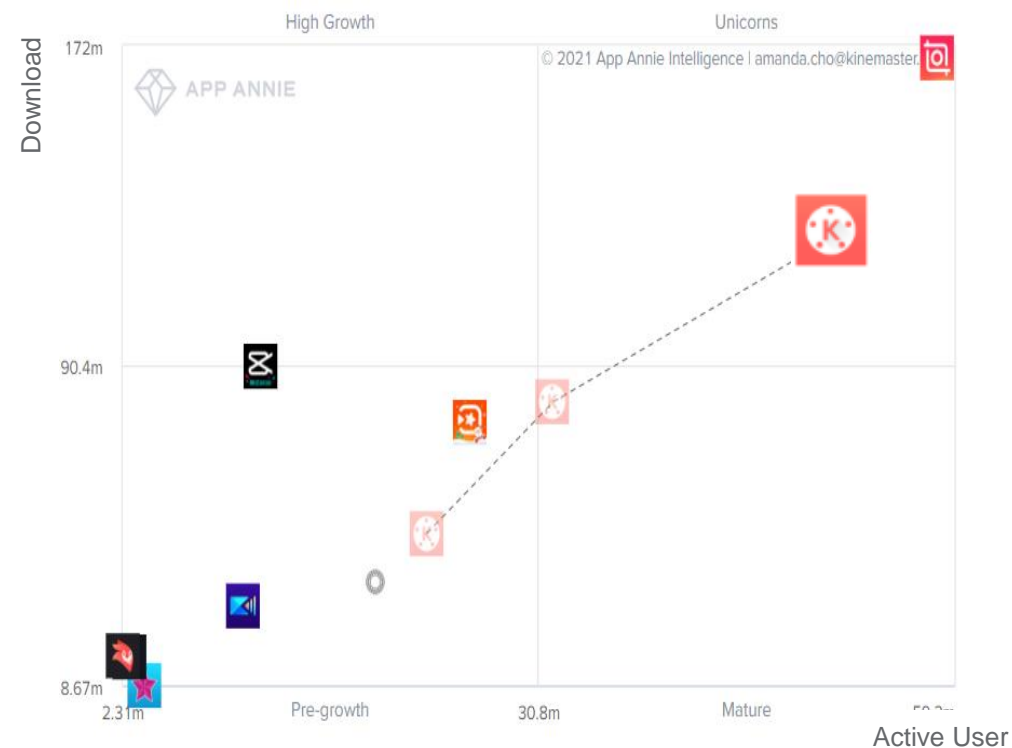 High Growth
Unicorns
Download
172m
© 2021 App Annie Intelligence | amanda.cho@kinemaster.
APP ANNIE
K
90.4m
K
K
8.67m
2.31m
Pre-growth
30.8m
Mature
Active User